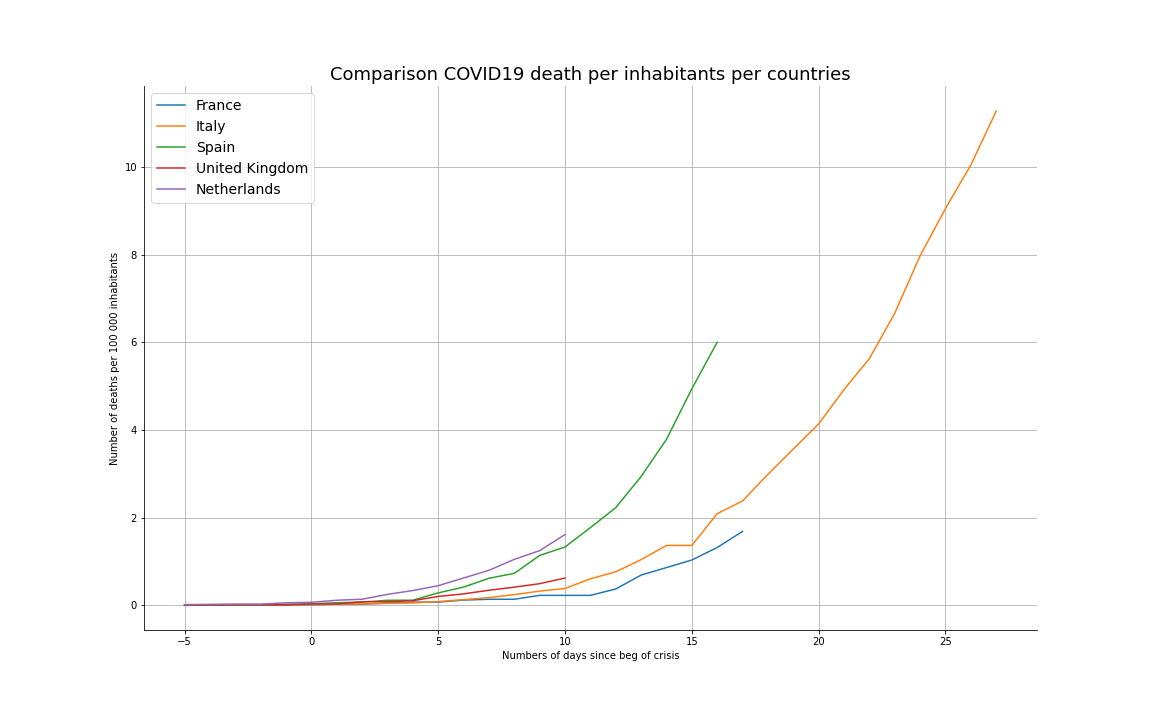 Comparison COVID19 death per inhabitants per countries
France
Italy
Spain
United Kingdom
Netherlands
Number of deaths per 100 000 inhabitants
10
8
6
4
2
0
−5 0 5 10 15 20 25
Numbers of days since beg of crisis